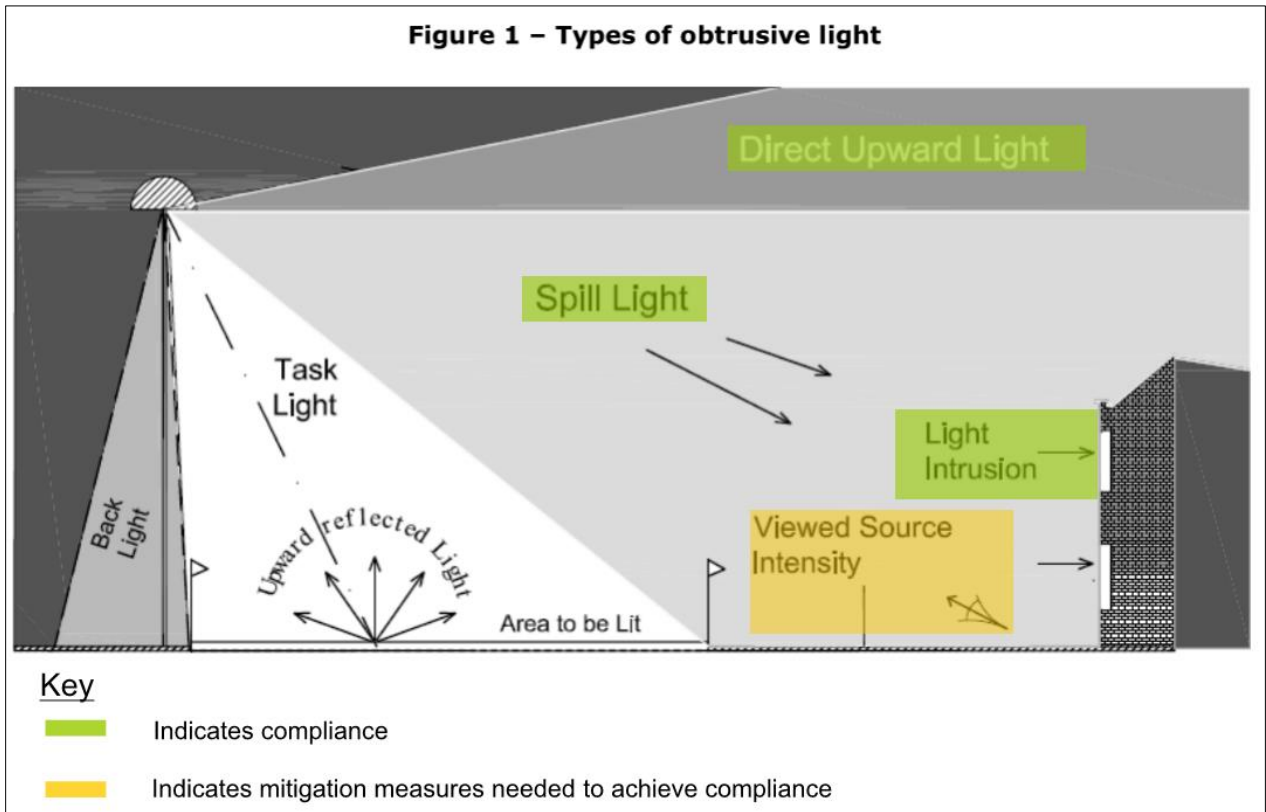 Figure 1 – Types of obtrusive light
Direct Upward Light
Spill Light
Task
Light
Light
Intrusion
Back
Light
Upward reflected Light
Viewed Source
Intensity
Area to be Lit
Key
Indicates compliance
Indicates mitigation measures needed to achieve compliance